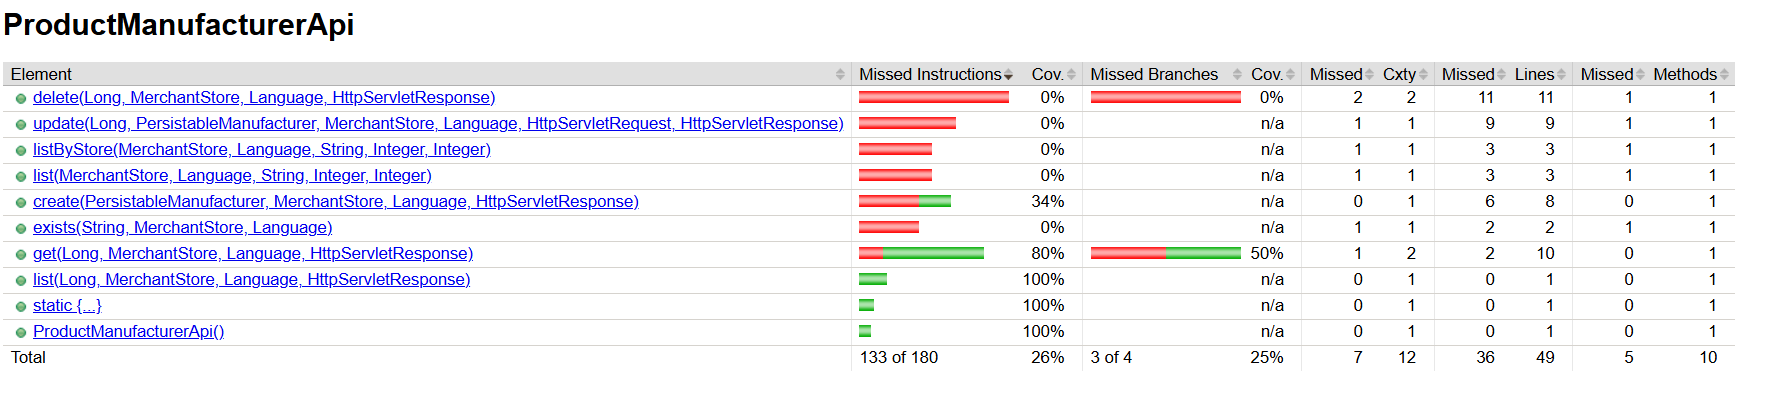 ProductManufacturerApi
Element Missed Instructions Cov. Missed Branches Cov. Missed Cxty Missed Lines Missed Methods
delete(Long, MerchantStore, Language, HttpServletResponse) 0% 0% 2 2 11 11 1 1
update(Long, PersistableManufacturer, MerchantStore, Language, HttpServletRequest, HttpServletResponse) 0% n/a 1 1 9 9 1 1
listByStore(MerchantStore, Language, String, Integer, Integer) 0% n/a 1 1 3 3 1 1
list(MerchantStore, Language, String, Integer, Integer) 0% n/a 1 1 3 3 1 1
create(PersistableManufacturer, MerchantStore, Language, HttpServletResponse) 34% n/a 0 1 6 8 0 1
exists(String, MerchantStore, Language) 0% n/a 1 1 2 2 1 1
get(Long, MerchantStore, Language, HttpServletResponse) 80% 50% 1 2 2 10 0 1
list(Long, MerchantStore, Language, HttpServletResponse) 100% n/a 0 1 0 1 0 1
static {...} 100% n/a 0 1 0 1 0 1
ProductManufacturerApi() 100% n/a 0 1 0 1 0 1
Total 133 of 180 26% 3 of 4 25% 7 12 36 49 5 10